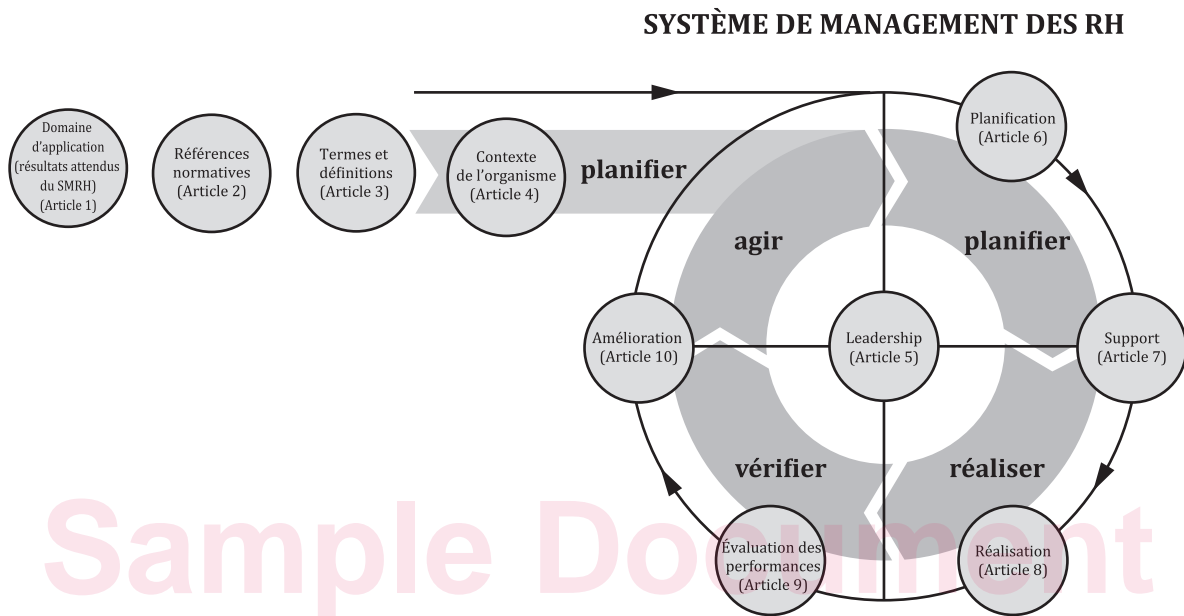 SYSTÈME DE MANAGEMENT DES RH
Domaine
d'application
(résultats attendus
du SMRH)
(Article 1)
Références
normatives
(Article 2)
Termes et
définitions
(Article 3)
Contexte
de l'organisme
(Article 4)
planifier
Planification
(Article 6)
agir
planifier
Amélioration
(Article 10)
Leadership
(Article 5)
Support
(Article 7)
vérifier
réaliser
Évaluation des
performances
(Article 9)
Réalisation
(Article 8)
Sample Document